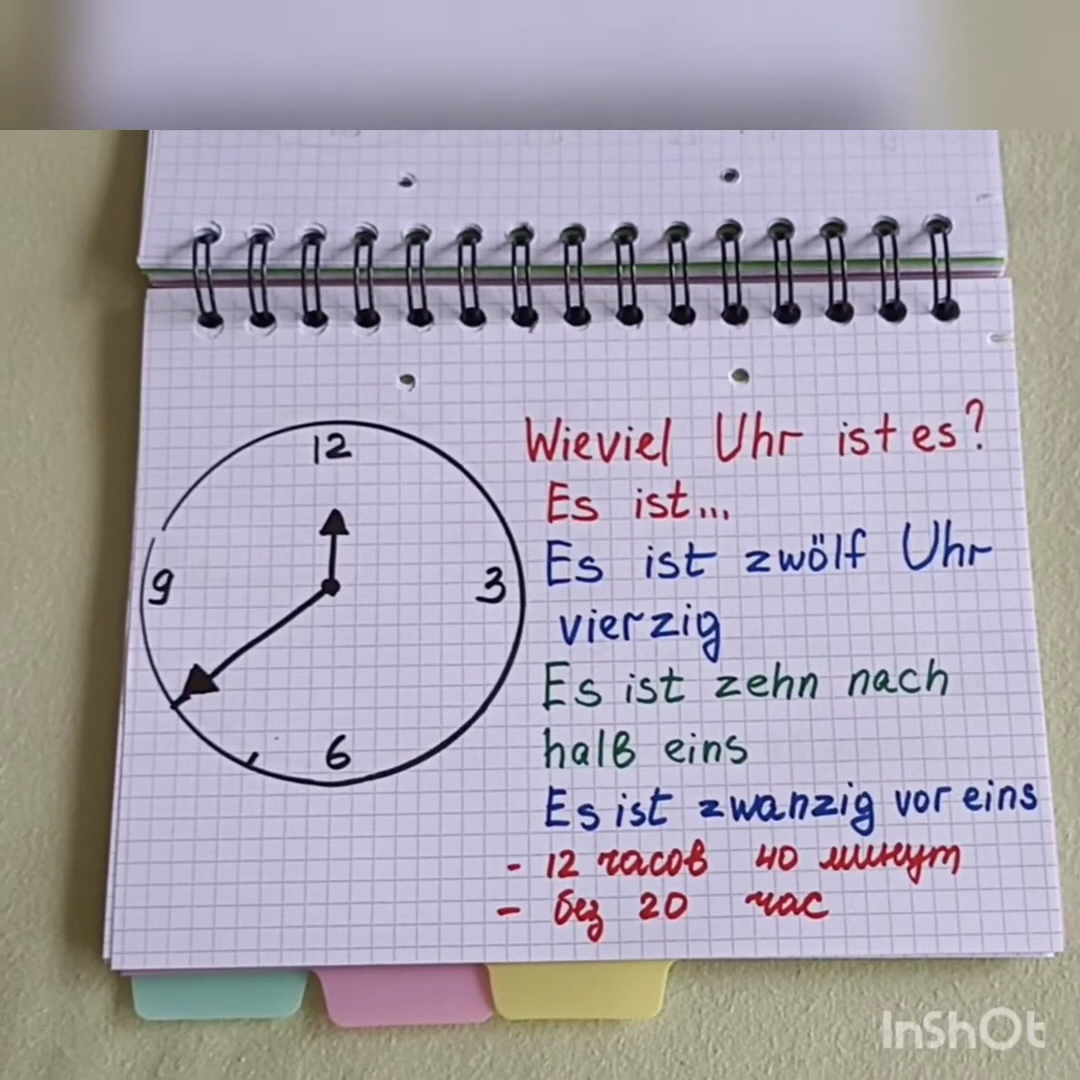 12
9
3
6
Wieviel Uhr ist es?
Es ist...
Es ist zwölf Uhr
vierzig
Es ist zehn nach
halb eins
Es ist zwanzig vor eins
- 12 часов 40 минут
- без 20 час
InShOt